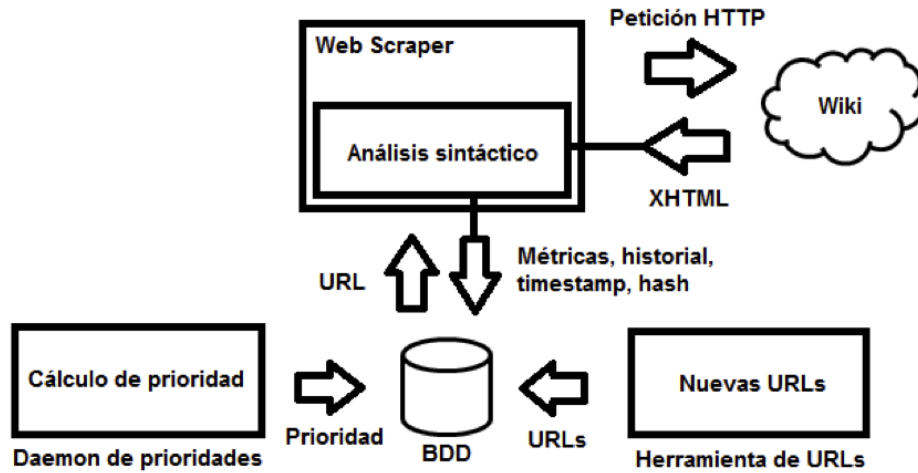 Petición HTTP
Web Scraper
Wiki
Análisis sintáctico
XHTML
URL
Métricas, historial,
timestamp, hash
Cálculo de prioridad
Nuevas URLs
Prioridad
BDD
URLs
Daemon de prioridades
Herramienta de URLs